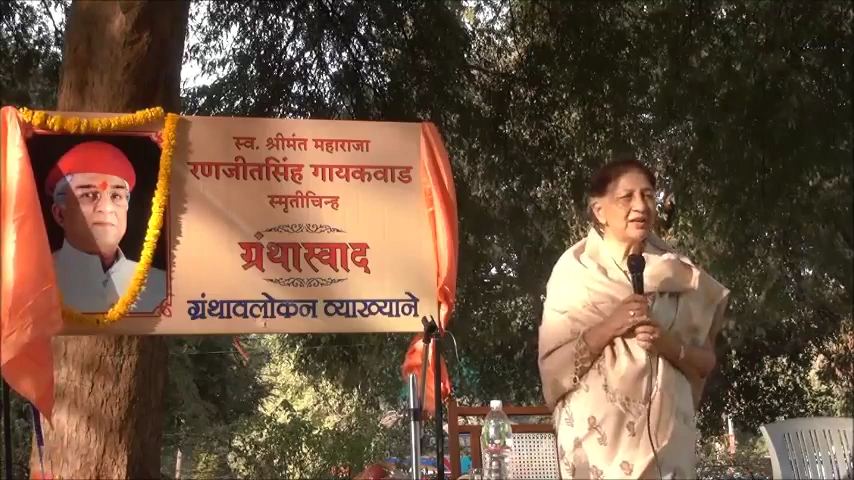 स्व. श्रीमंत महाराज
रणजीतसिंह गायकवाड
स्मृतीचिन्ह
ग्रंथास्वाद
ग्रंथावलोकन व्याख्याने